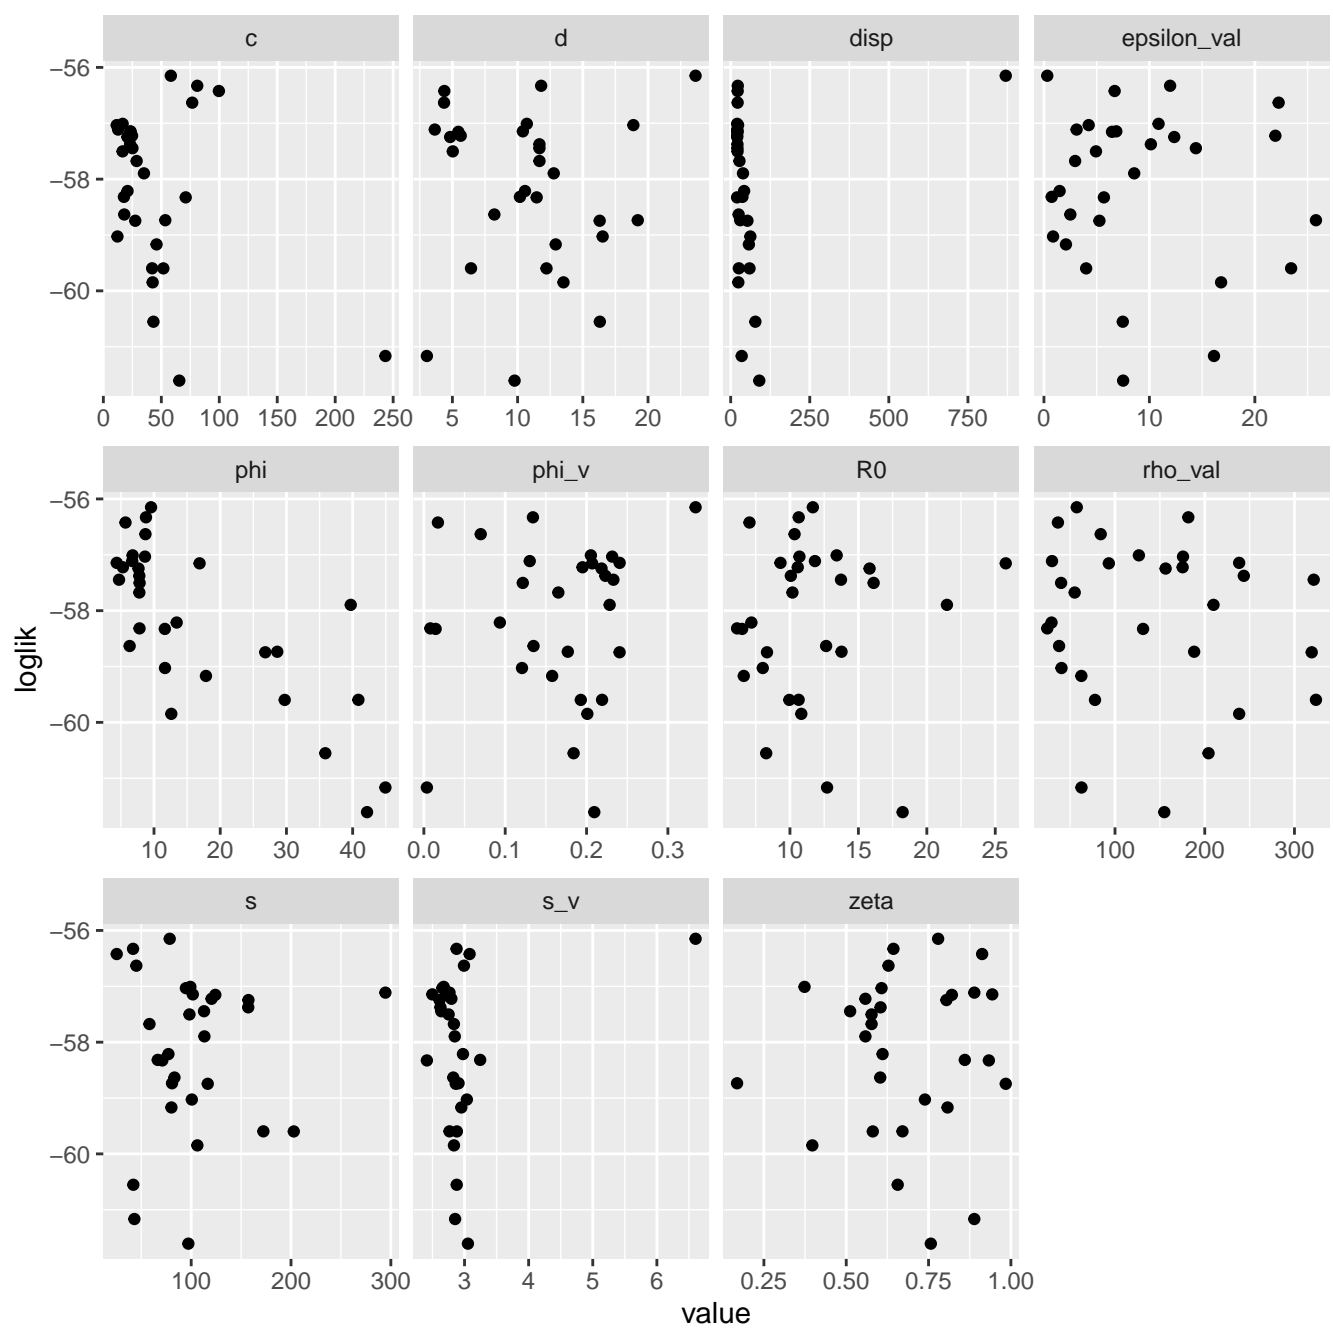 c d disp epsilon_val
−56
−58
−60
0 50 100 150 200 250 5 10 15 20 0 250 500 750 0 10 20
phi phi_v R0 rho_val
−56
−58
−60
10 20 30 40 0.0 0.1 0.2 0.3 10 15 20 25 100 200 300
s s_v zeta
−56
−58
−60
100 200 300 3 4 5 6 0.25 0.50 0.75 1.00
loglik
value